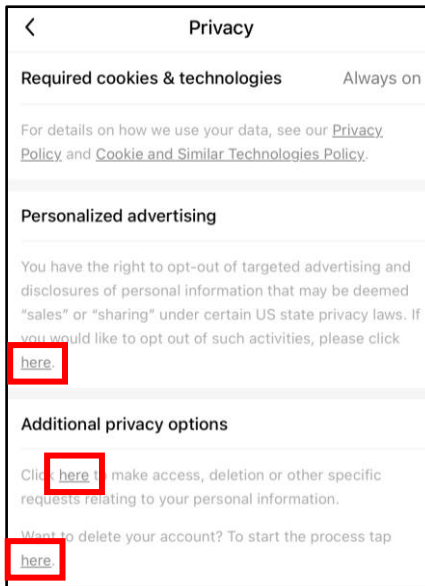 Privacy
Required cookies & technologies Always on
For details on how we use your data, see our Privacy
Policy and Cookie and Similar Technologies Policy.
Personalized advertising
You have the right to opt-out of targeted advertising and
disclosures of personal information that may be deemed
“sales” or “sharing” under certain US state privacy laws. If
you would like to opt out of such activities, please click
here.
Additional privacy options
Click here to make access, deletion or other specific
requests relating to your personal information.
Want to delete your account? To start the process tap
here.